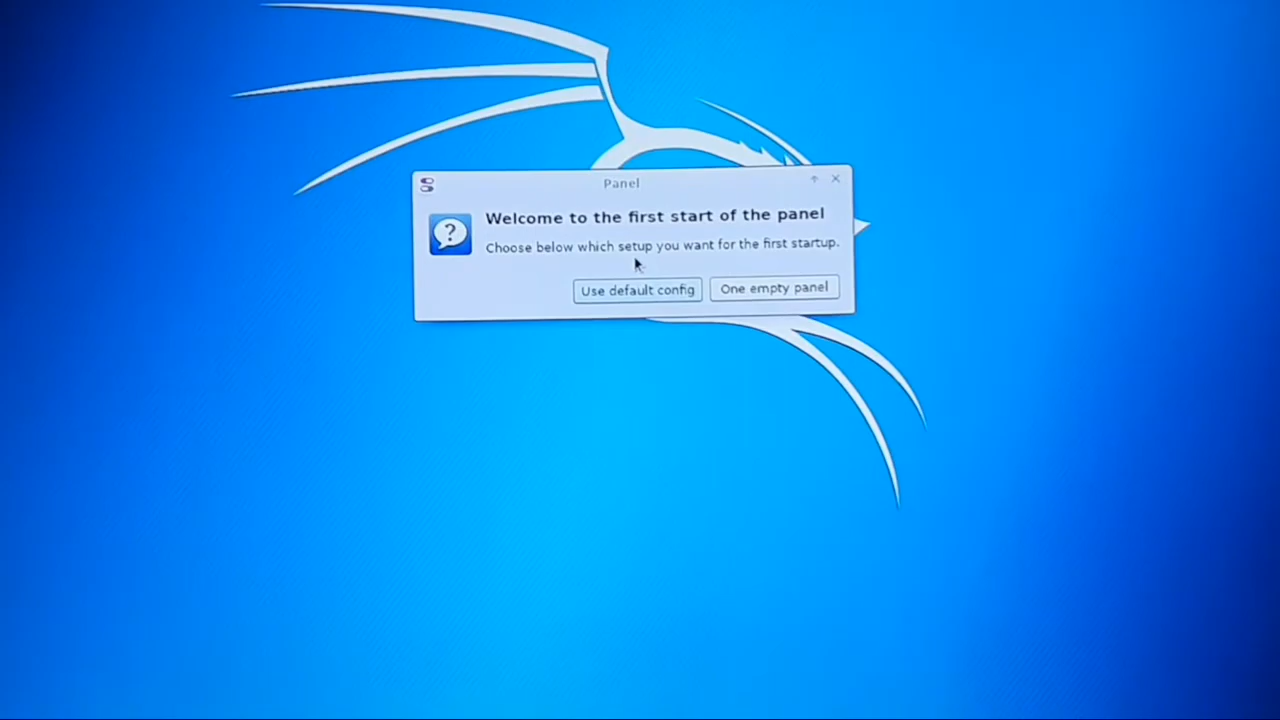 Panel
Welcome to the first start of the panel
Choose below which setup you want for the first startup.
Use default config
One empty panel